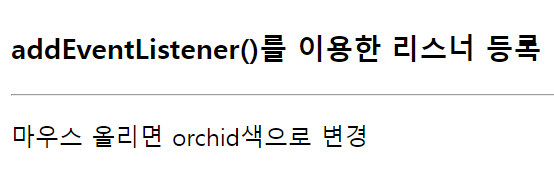 addEventListener()를 이용한 리스너 등록
마우스 올리면 orchid색으로 변경